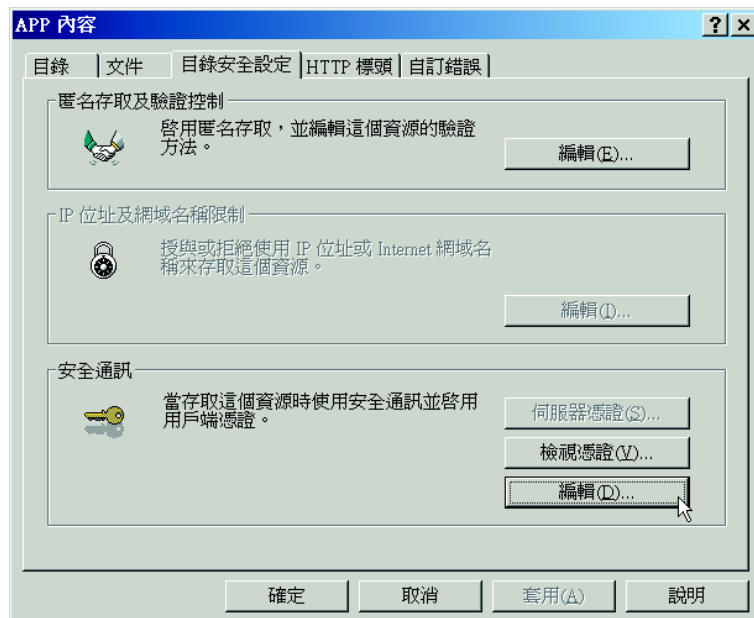 APP 內容
目錄 文件 目錄安全設定 HTTP 標頭 自訂錯誤
匿名存取及驗證控制
啓用匿名存取，並編輯這個資源的驗證
方法。
編輯(E)...
IP 位址及網域名稱限制
授與或拒絕使用 IP 位址或 Internet 網域名
稱來存取這個資源。
編輯(I)...
安全通訊
當存取這個資源時使用安全通訊並啓用
用戶端憑證。
伺服器憑證(S)...
檢視憑證(V)...
編輯(D)...
確定 取消 套用(A) 說明